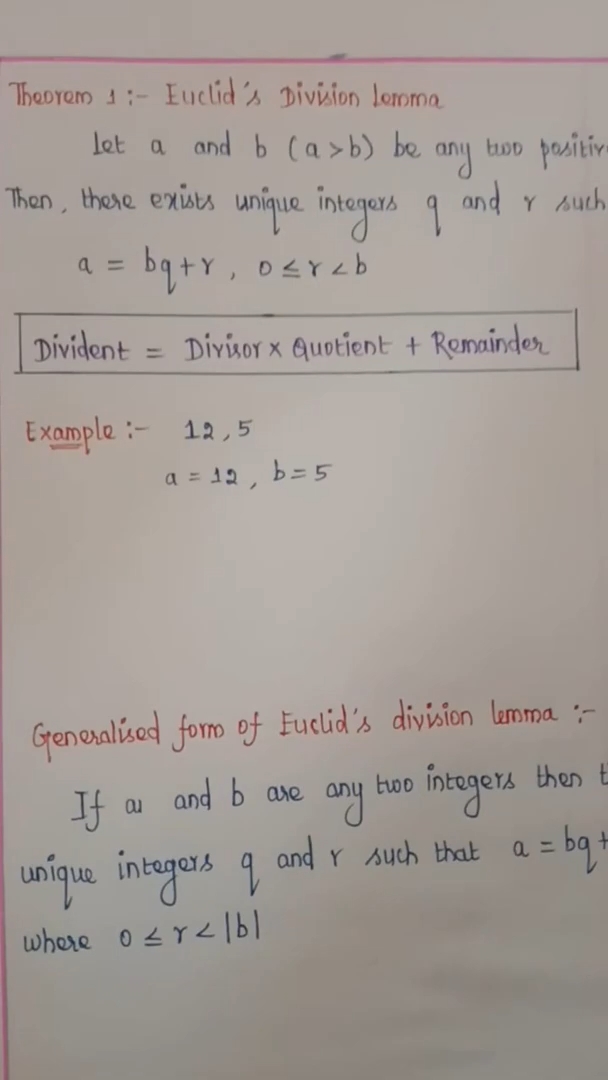 Theorem 1 :- Euclid's Division Lemma
Let a and b (a > b) be any two positiv
Then, there exists unique integers q and r such
a = bq + r , 0 ≤ r < b
Divident = Divisor x Quotient + Remainder
Example :- 12, 5
a = 12, b = 5
Generalised form of Euclid's division lemma :-
If a and b are any two integers then t
unique integers q and r such that a = bq +
where 0 ≤ r < |b|